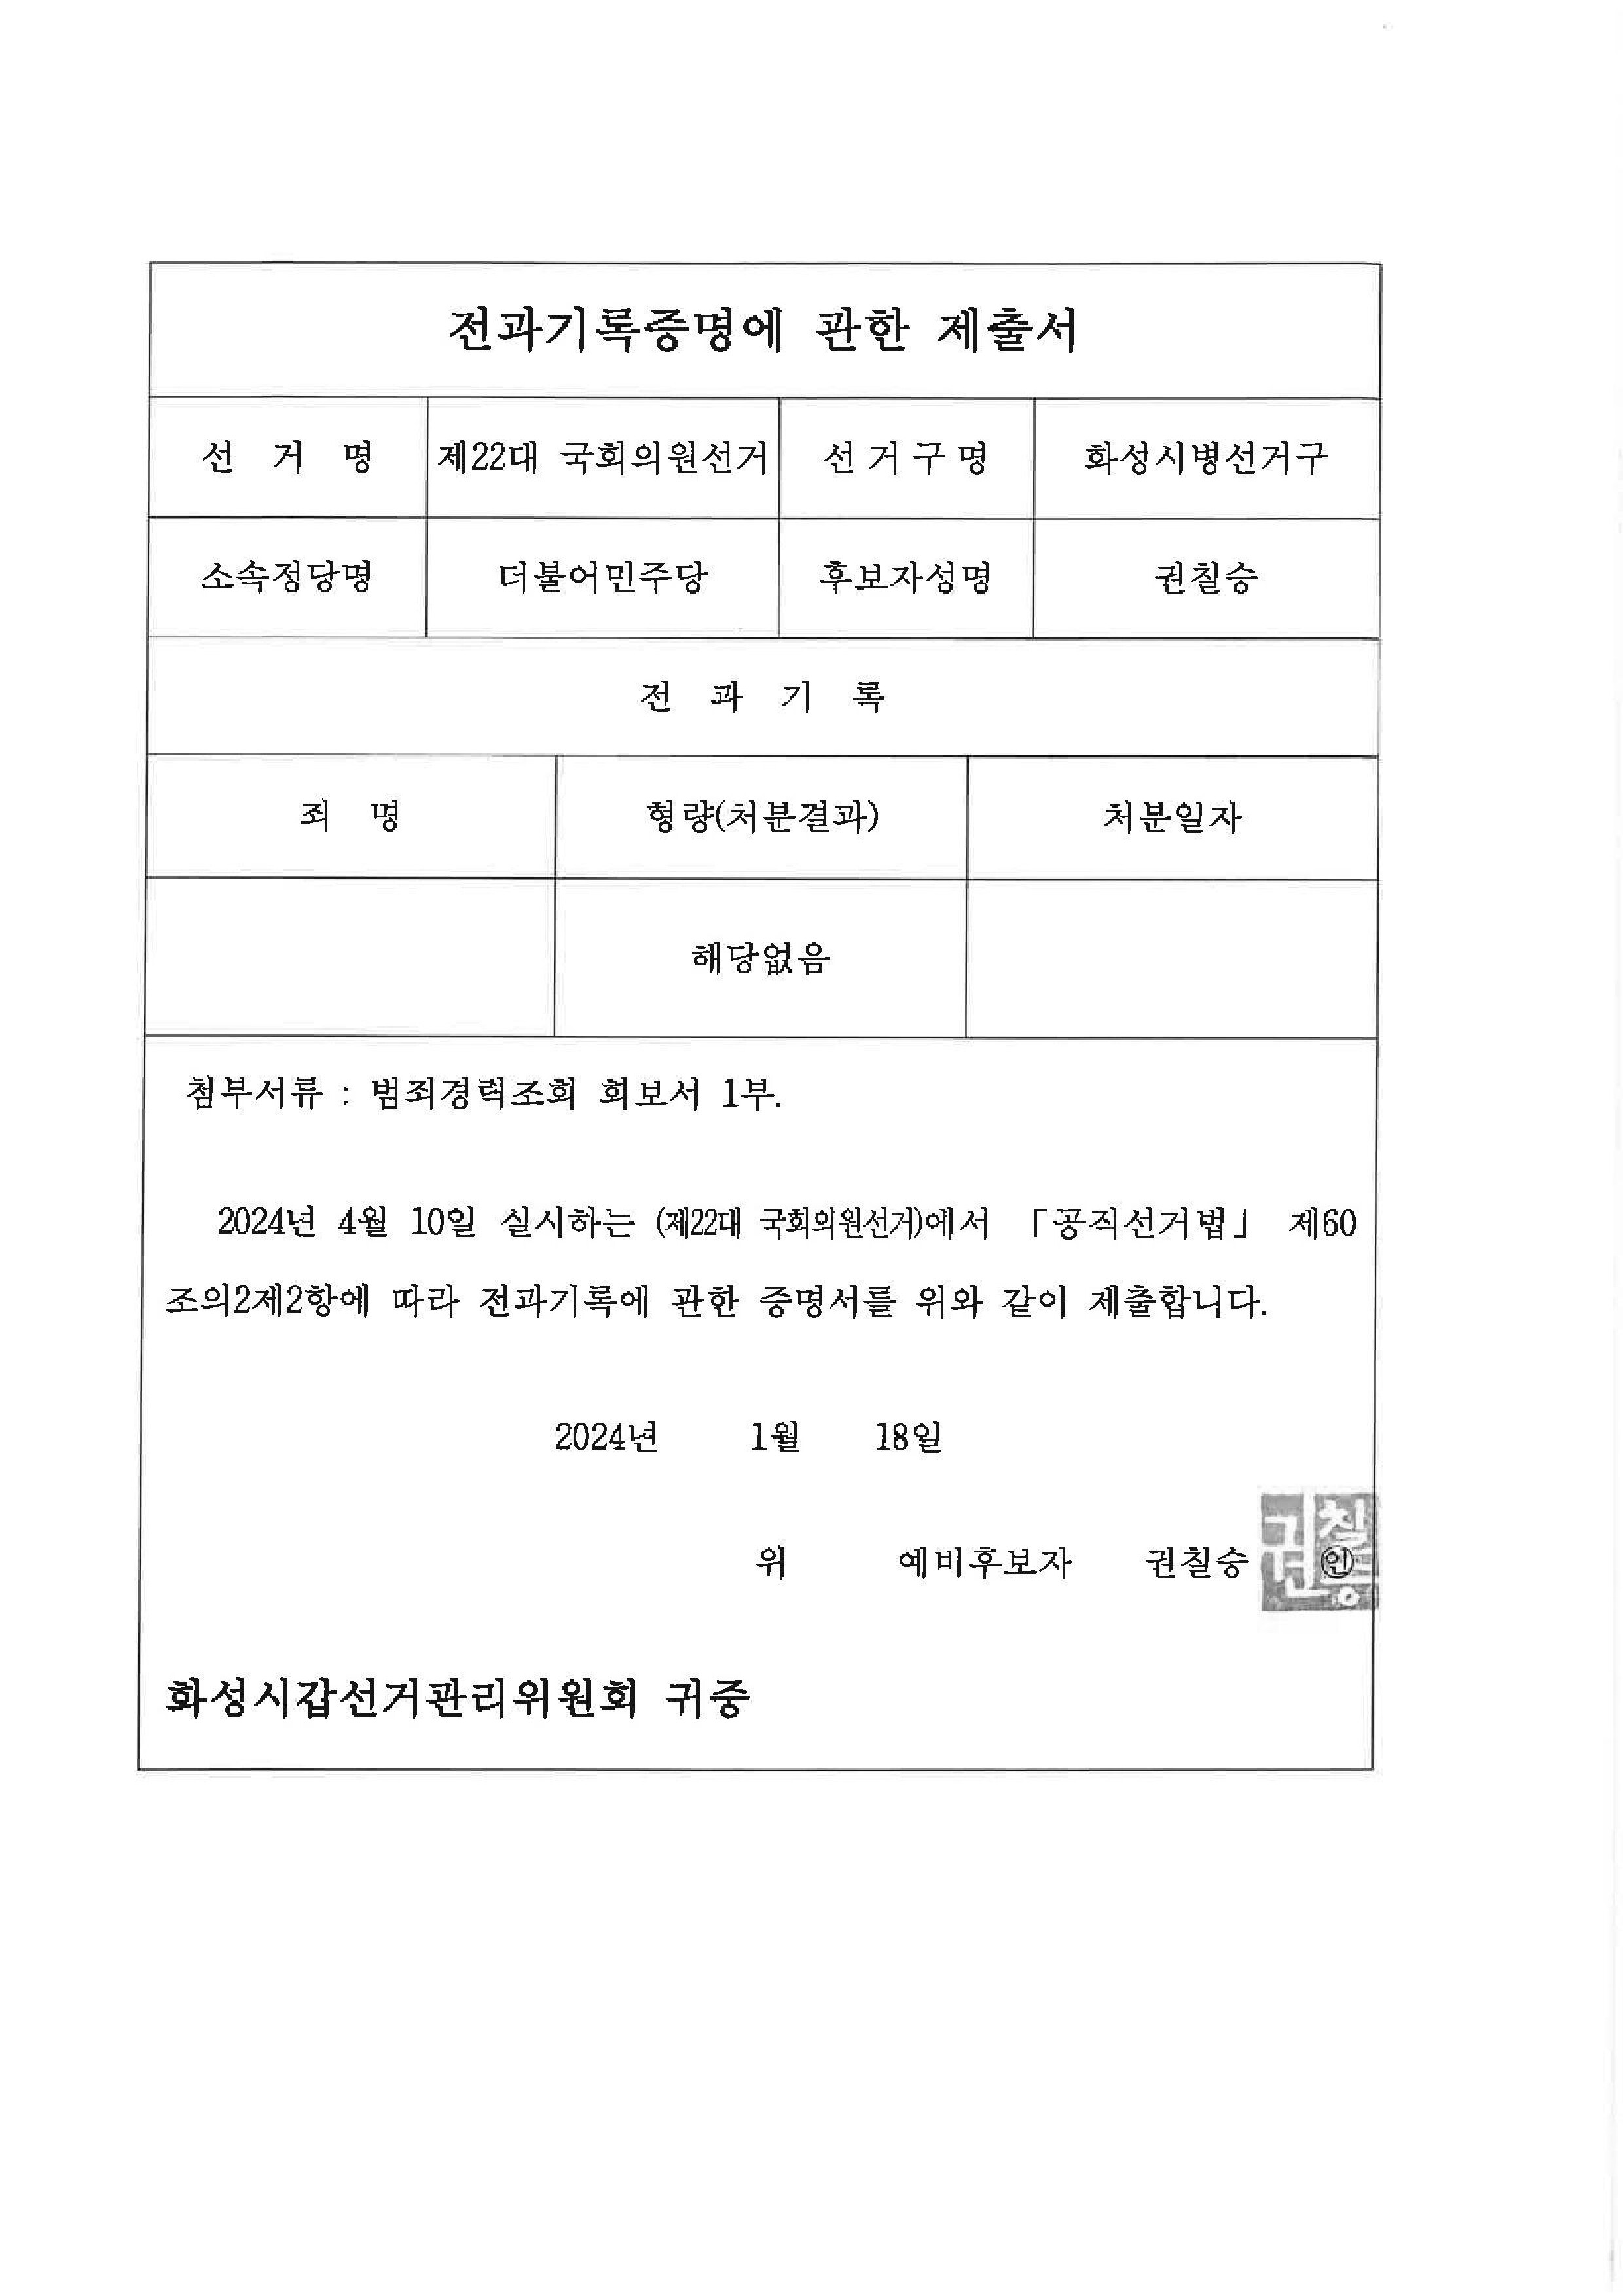 전과기록증명에 관한 제출서
선 거 명 제22대 국회의원선거 선거구명 화성시병선거구
소속정당명 더불어민주당 후보자성명 권칠승
전 과 기 록
죄 명 형량(처분결과) 처분일자
해당없음
첨부서류 : 범죄경력조회 회보서 1부.
2024년 4월 10일 실시하는 (제22대 국회의원선거)에서 「공직선거법」 제60
조의2제2항에 따라 전과기록에 관한 증명서를 위와 같이 제출합니다.
2024년 1월 18일
위 예비후보자 권칠승 ㊞
권칠승
화성시갑선거관리위원회 귀중